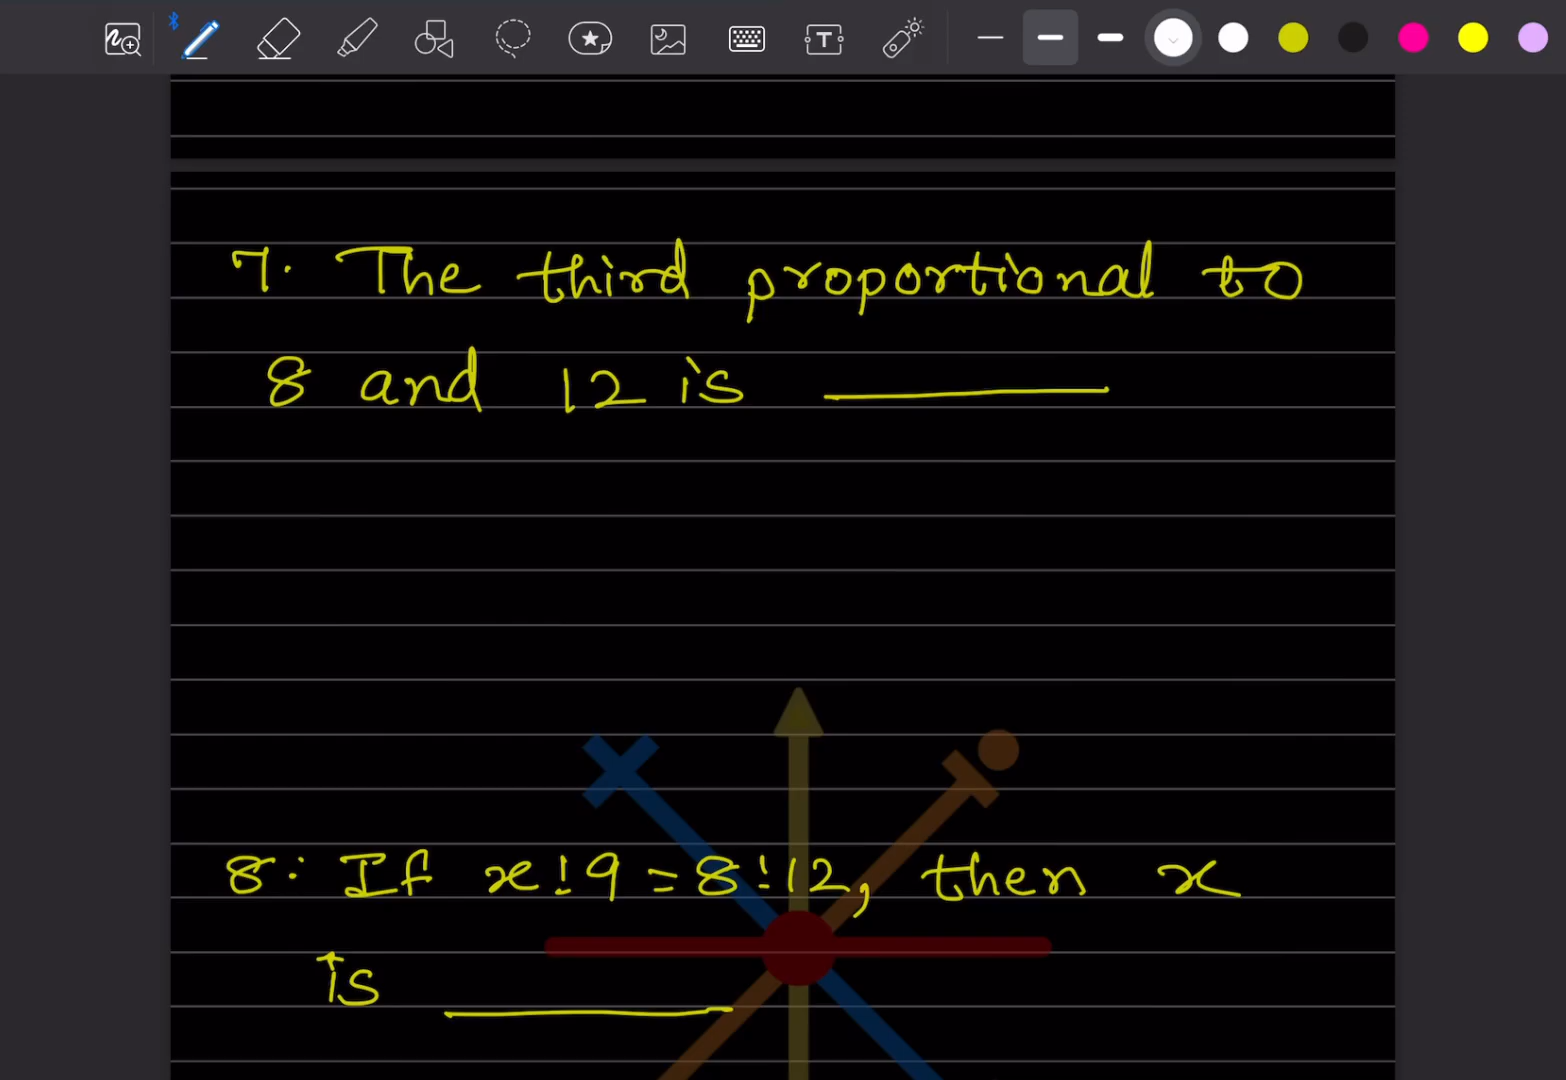 7. The third proportional to
8 and 12 is ______
8. If x:9 = 8:12, then x
is ______